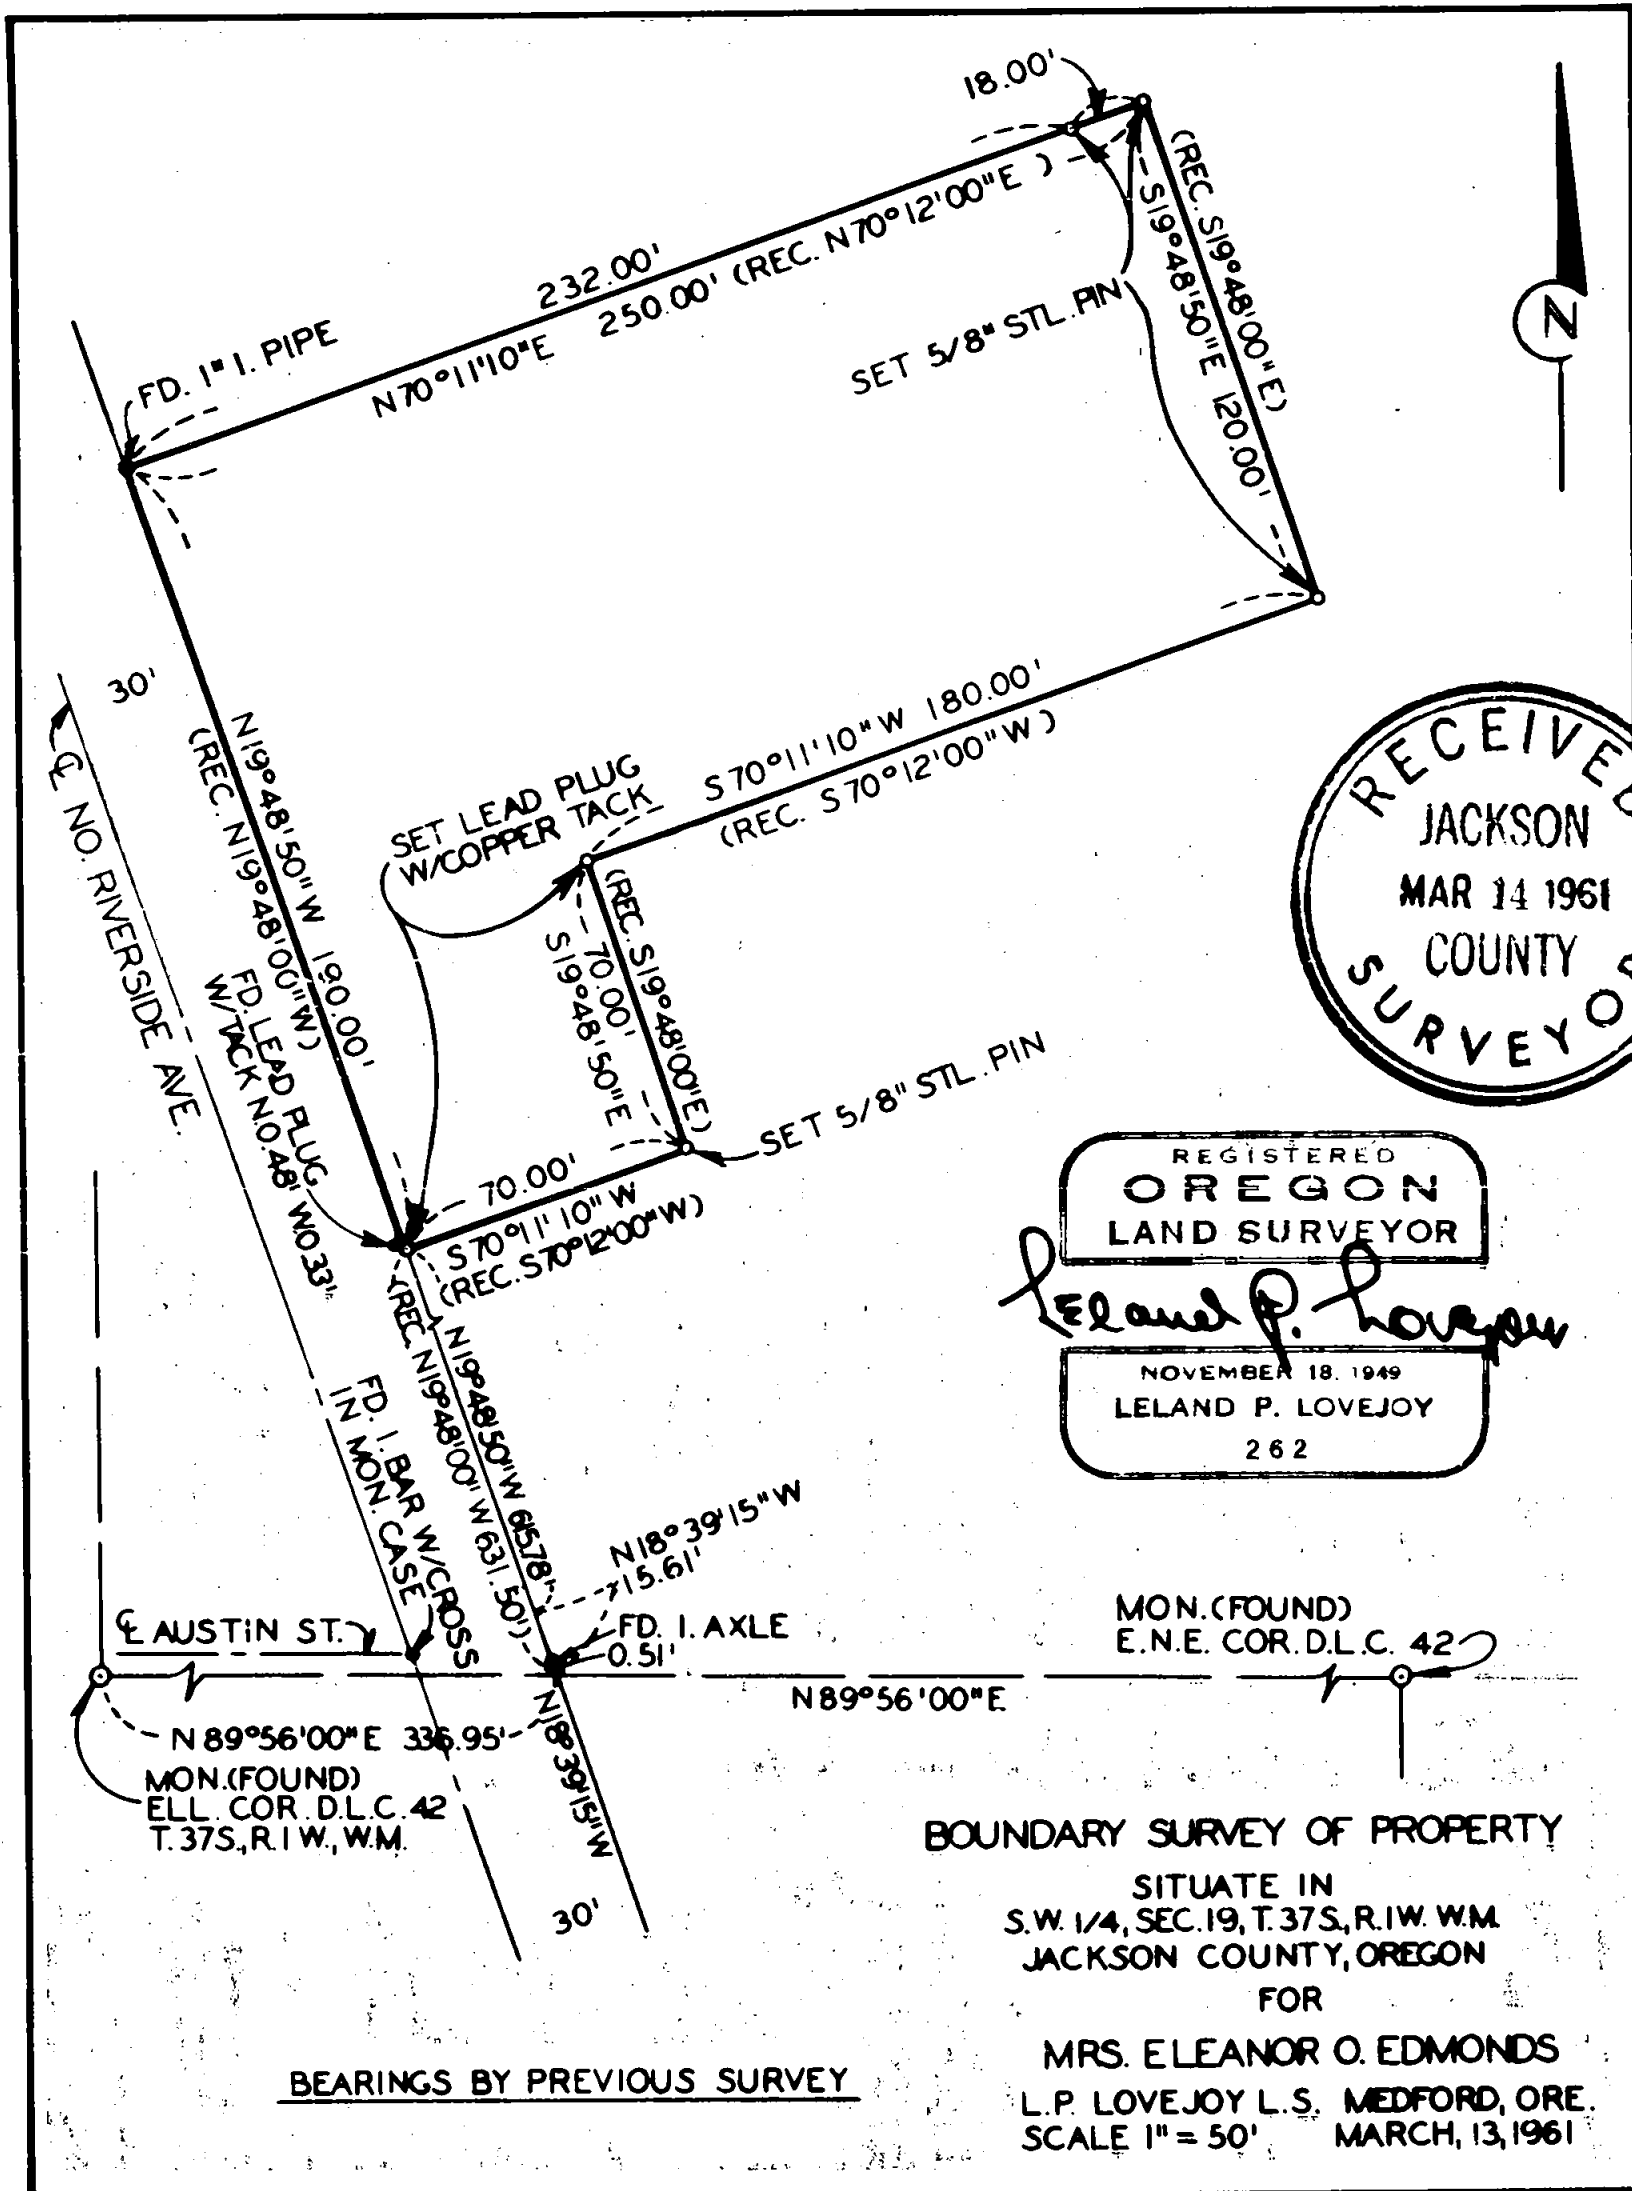 18.00'
232.00'
250.00' (REC. N70°12'00"E )
N70°11'10"E
FD. 1" I. PIPE
(REC. S19°48'00"E)
S19°48'50"E 120.00'
SET 5/8" STL. PIN
N
30'
℄ NO. RIVERSIDE AVE.
N19°48'50"W 190.00'
(REC. N19°48'00"W)
SET LEAD PLUG
W/COPPER TACK
S70°11'10"W 180.00'
(REC. S70°12'00"W )
RECEIVED
JACKSON
MAR 14 1961
COUNTY
SURVEYOR
(REC. S19°48'00"E)
70.00'
S19°48'50"E
FD. LEAD PLUG
W/TACK N.0.48' W0.33'
SET 5/8" STL. PIN
70.00'
S70°11'10"W
(REC. S70°12'00"W)
REGISTERED
OREGON
LAND SURVEYOR
Leland P. Lovejoy
NOVEMBER 18. 1949
LELAND P. LOVEJOY
262
N19°48'50"W 615.78'
(REC. N19°48'00"W 631.50')
FD. I. BAR W/CROSS
IN MON. CASE
N18°39'15"W
15.61'
FD. I. AXLE
0.51'
℄ AUSTIN ST.
MON.(FOUND)
E.N.E. COR. D.L.C. 42
N89°56'00"E
N89°56'00"E 336.95'
N18°39'15"W
MON.(FOUND)
ELL. COR. D.L.C. 42
T. 37S., R. 1 W., W.M.
30'
BOUNDARY SURVEY OF PROPERTY
SITUATE IN
S.W. 1/4, SEC. 19, T. 37S., R. 1W. W.M.
JACKSON COUNTY, OREGON
FOR
MRS. ELEANOR O. EDMONDS
L.P. LOVEJOY L.S. MEDFORD, ORE.
SCALE 1" = 50' MARCH, 13, 1961
BEARINGS BY PREVIOUS SURVEY